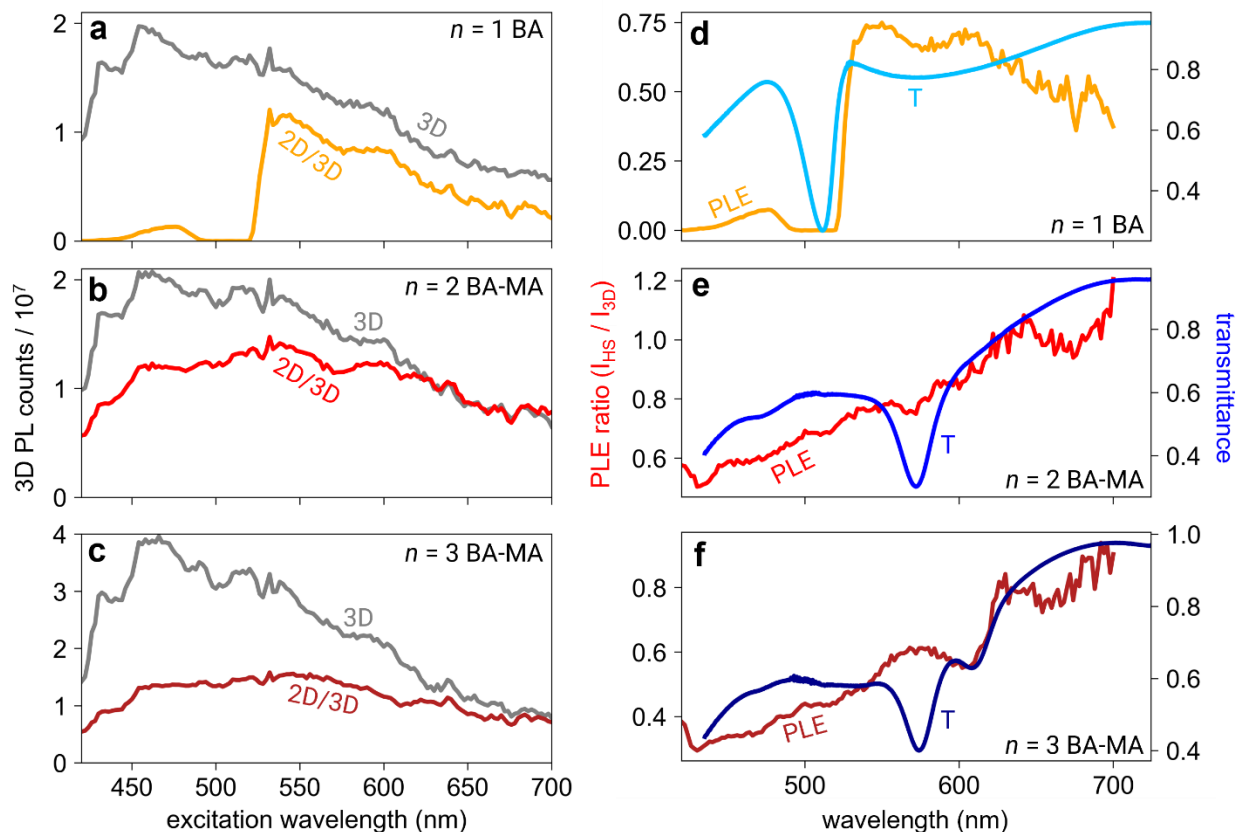 a
n = 1 BA
3D
2D/3D
2
1
0
b
n = 2 BA-MA
3D
2D/3D
2
1
0
c
n = 3 BA-MA
3D
2D/3D
4
3
2
1
0
450
500
550
600
650
700
3D PL counts / 10⁷
excitation wavelength (nm)
d
T
PLE
n = 1 BA
0.75
0.50
0.25
0.00
0.8
0.6
0.4
e
PLE
T
n = 2 BA-MA
1.2
1.0
0.8
0.6
0.8
0.6
0.4
f
PLE
T
n = 3 BA-MA
0.8
0.6
0.4
1.0
0.8
0.6
0.4
500
600
700
PLE ratio (I_HS / I_3D)
transmittance
wavelength (nm)